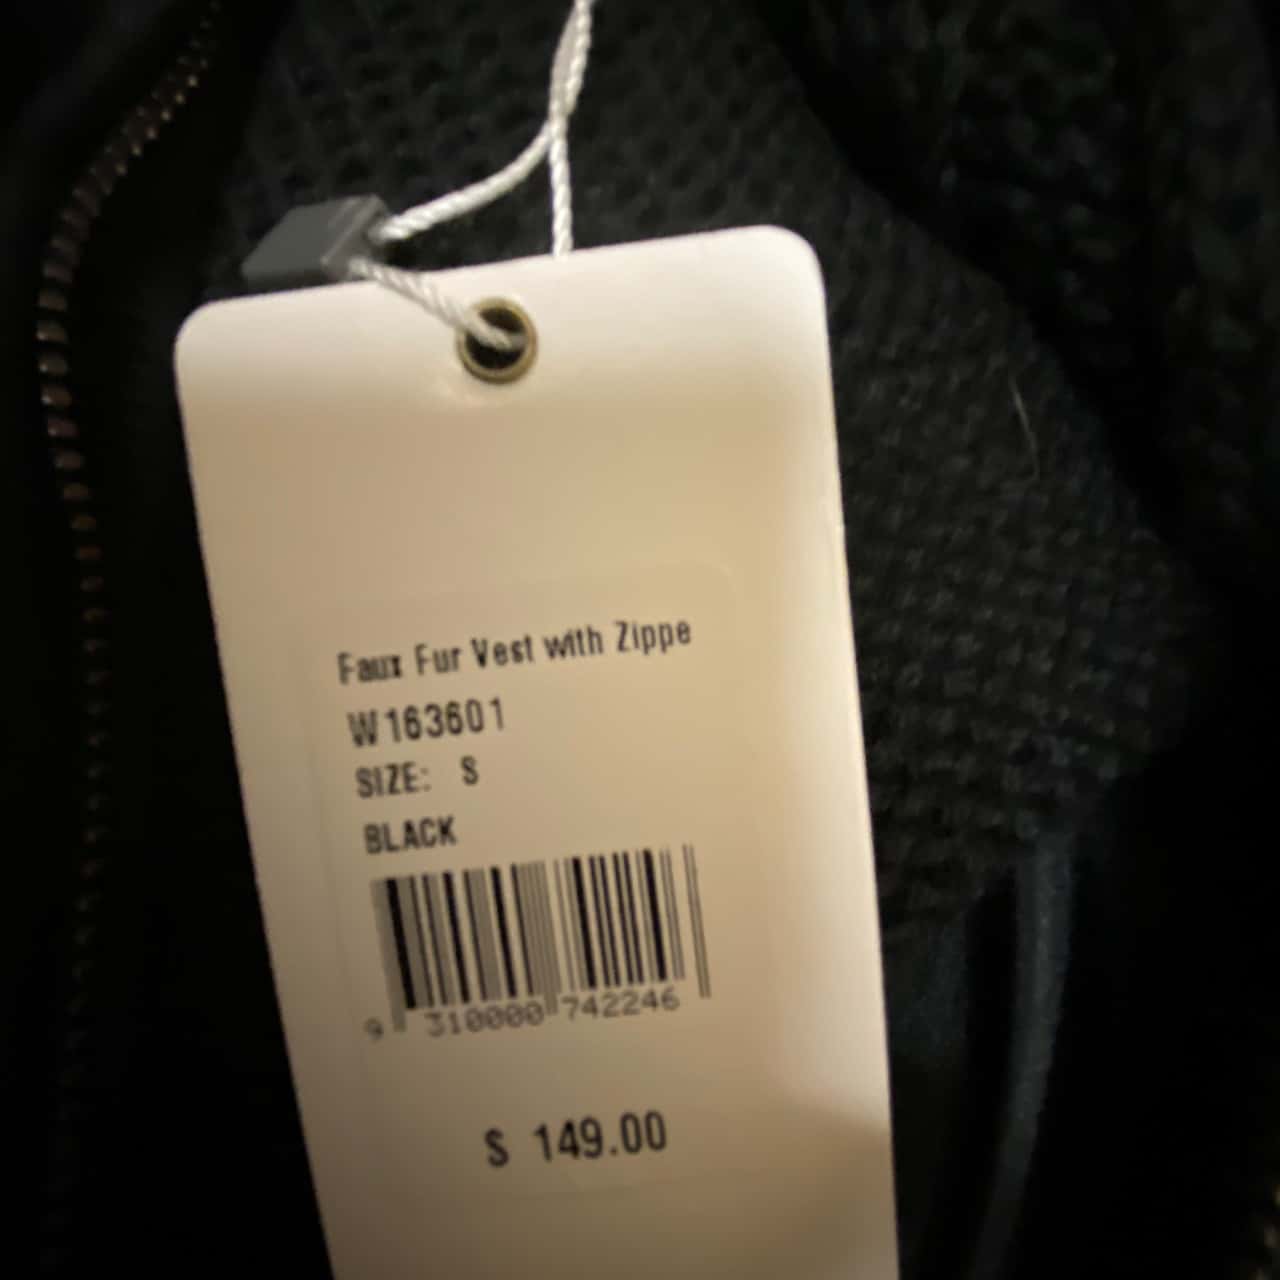 Faux Fur Vest with Zippe
W163601
SIZE: S
BLACK
9 310000 742246
$ 149.00